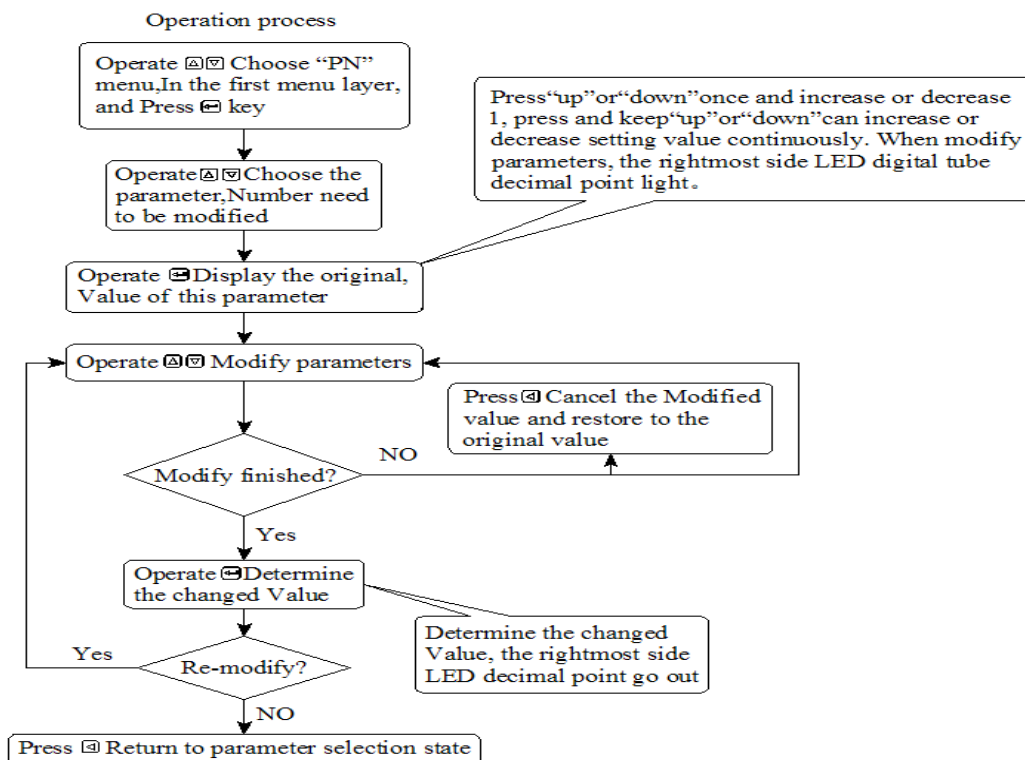 Operation process
Operate Choose “PN”
menu,In the first menu layer,
and Press key
Press“up”or“down”once and increase or decrease
1, press and keep“up”or“down”can increase or
decrease setting value continuously. When modify
parameters, the rightmost side LED digital tube
decimal point light。
Operate Choose the
parameter,Number need
to be modified
Operate Display the original,
Value of this parameter
Operate Modify parameters
Press Cancel the Modified
value and restore to the
original value
NO
Modify finished?
Yes
Operate Determine
the changed Value
Determine the changed
Value, the rightmost side
LED decimal point go out
Yes
Re-modify?
NO
Press Return to parameter selection state